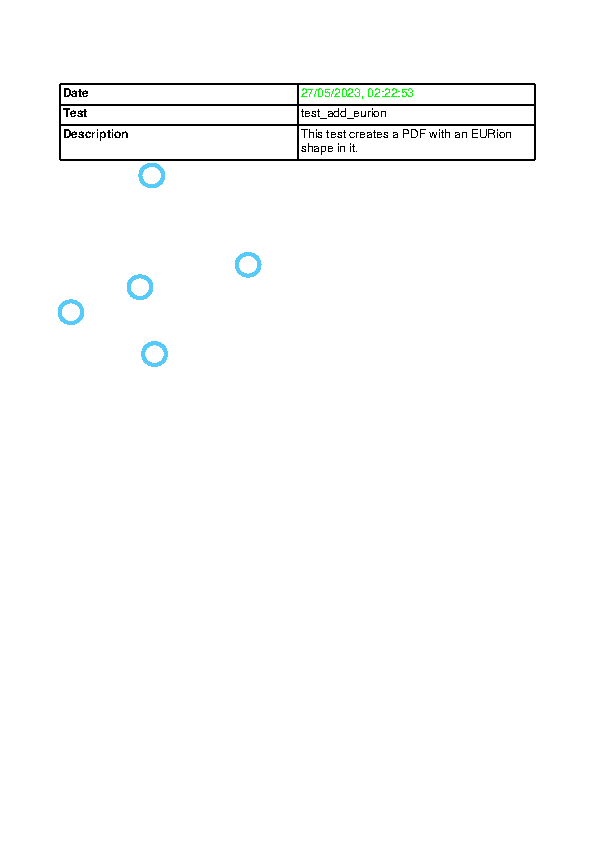 Date 27/05/2023, 02:22:53
Test test_add_eurion
Description This test creates a PDF with an EURion
shape in it.